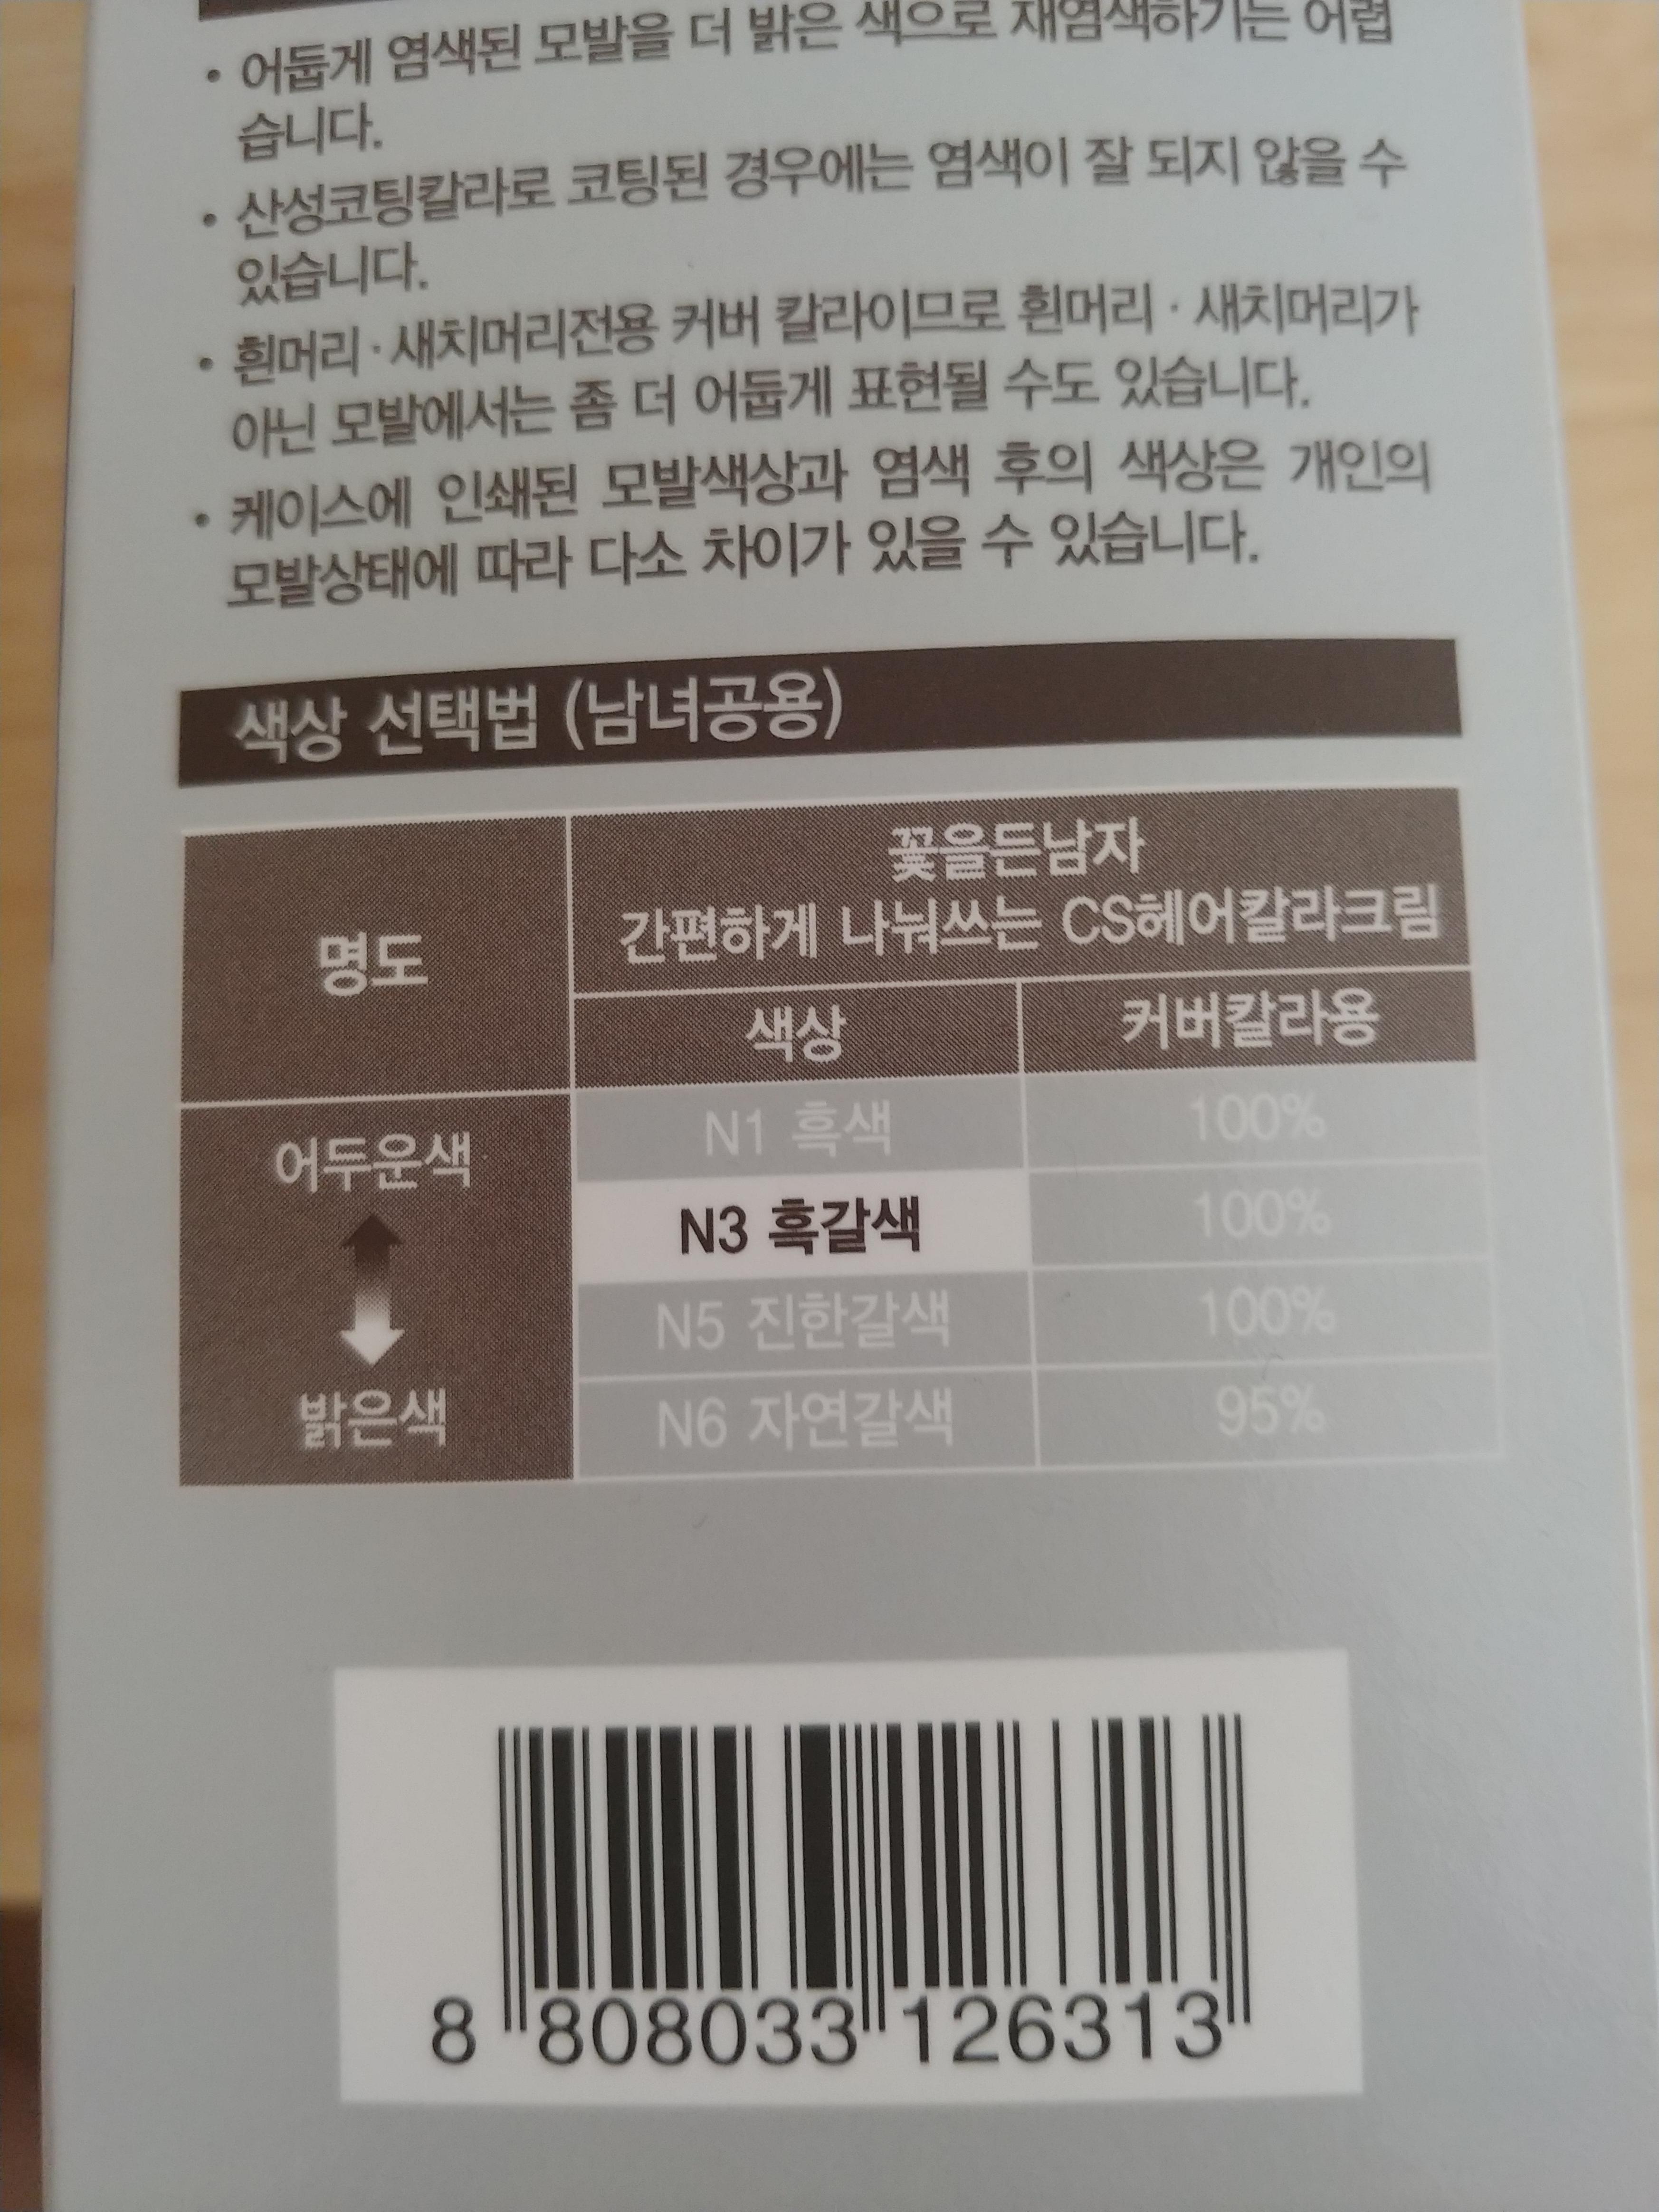 • 어둡게 염색된 모발을 더 밝은 색으로 재염색하기는 어렵
습니다.
• 산성코팅칼라로 코팅된 경우에는 염색이 잘 되지 않을 수
있습니다.
• 흰머리 · 새치머리전용 커버 칼라이므로 흰머리 · 새치머리가
아닌 모발에서는 좀 더 어둡게 표현될 수도 있습니다.
• 케이스에 인쇄된 모발색상과 염색 후의 색상은 개인의
모발상태에 따라 다소 차이가 있을 수 있습니다.
색상 선택법 (남녀공용)
명도
꽃을든남자
간편하게 나눠쓰는 CS헤어칼라크림
색상 커버칼라용
어두운색
N1 흑색 100%
N3 흑갈색 100%
N5 진한갈색 100%
밝은색
N6 자연갈색 95%
8 808033 126313